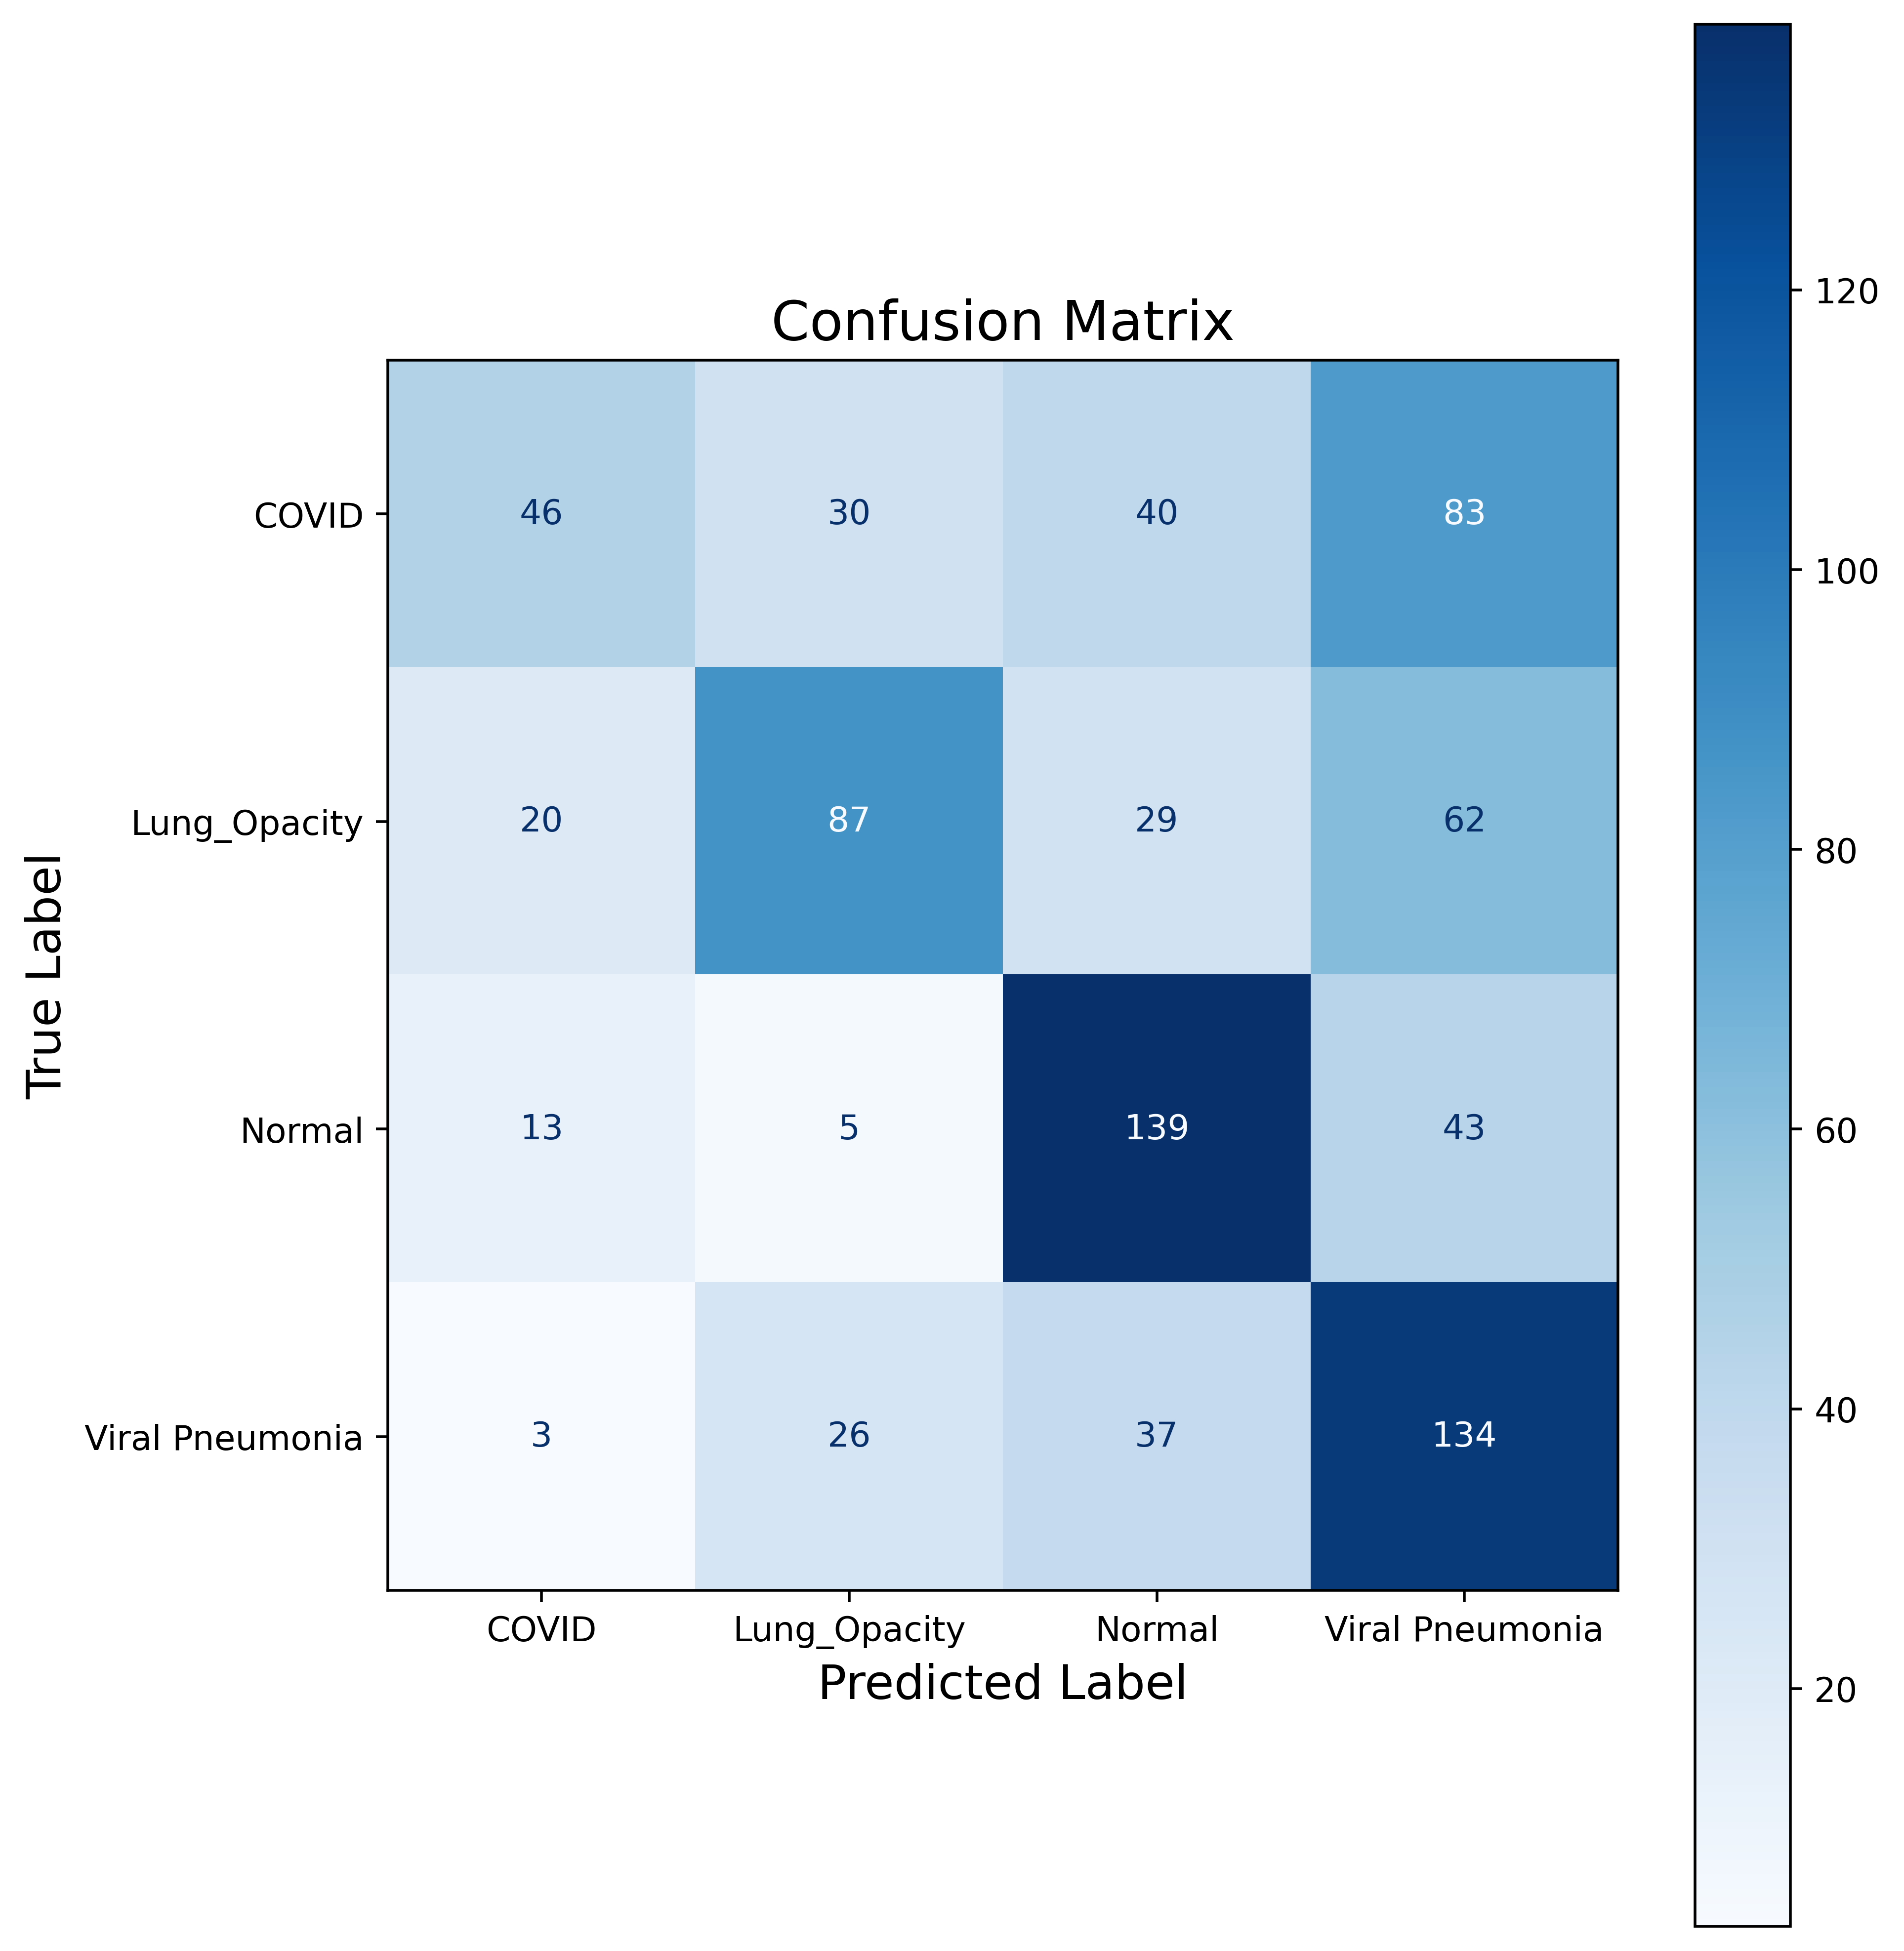 Confusion Matrix
COVID 46 30 40 83
Lung_Opacity 20 87 29 62
Normal 13 5 139 43
Viral Pneumonia 3 26 37 134
COVID Lung_Opacity Normal Viral Pneumonia
Predicted Label
True Label
120
100
80
60
40
20